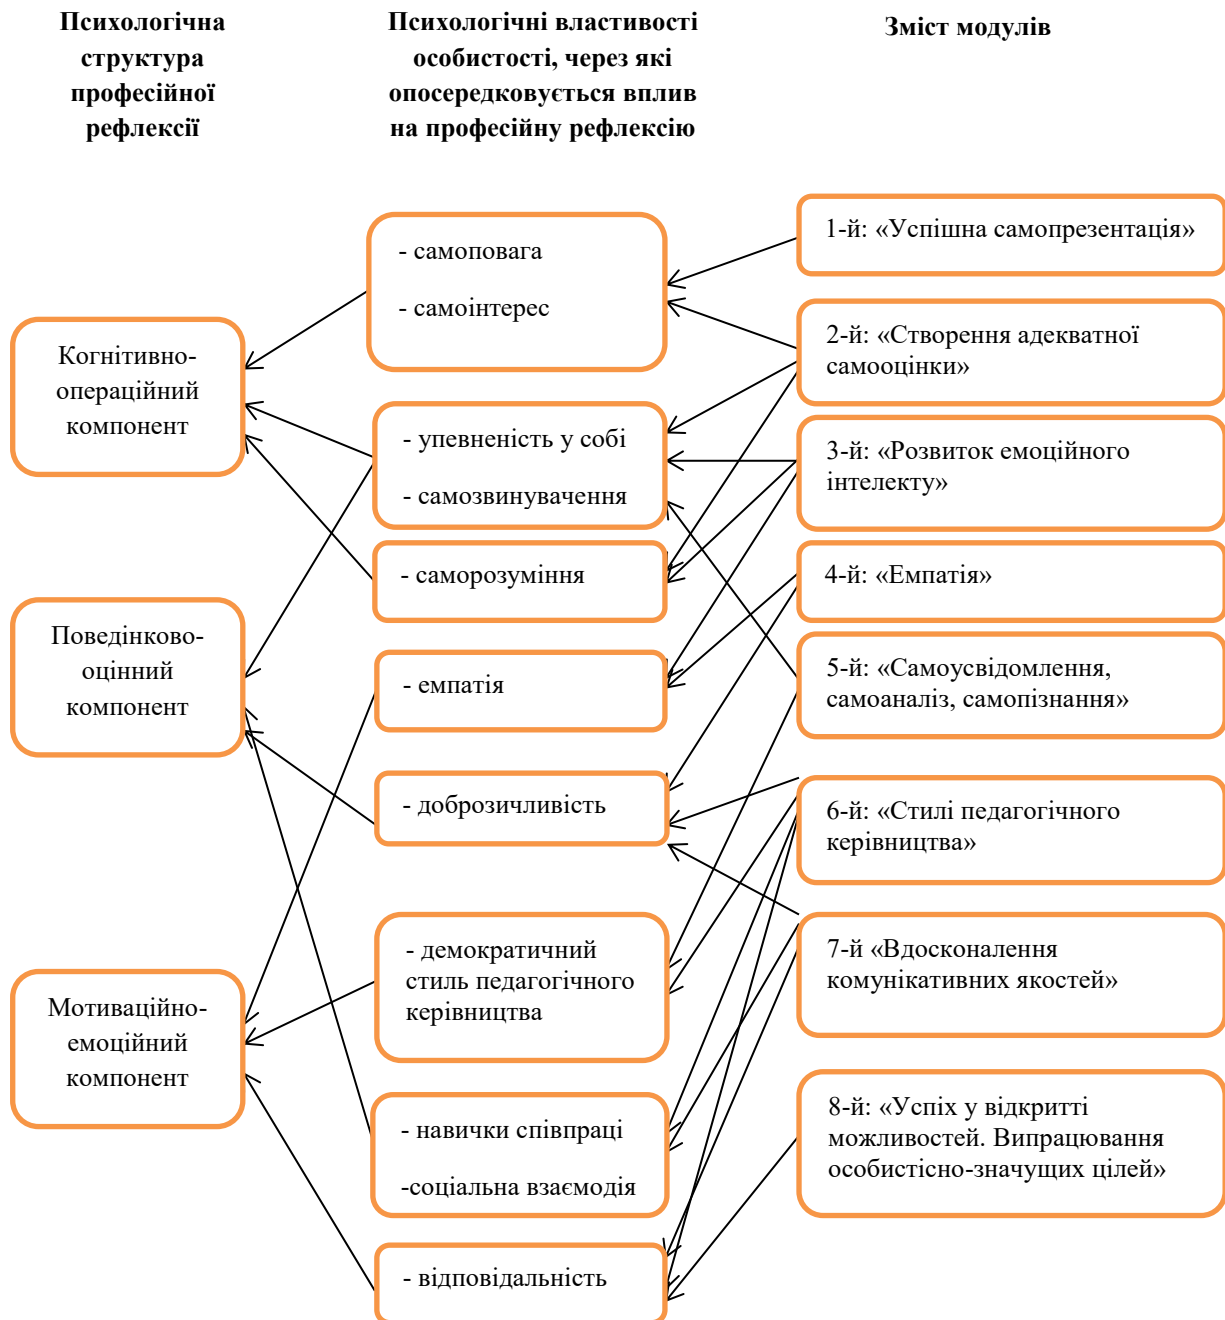 Психологічна
структура
професійної
рефлексії
Психологічні властивості
особистості, через які
опосередковується вплив
на професійну рефлексію
Зміст модулів
Когнітивно-
операційний
компонент
Поведінково-
оцінний
компонент
Мотиваційно-
емоційний
компонент
- самоповага
- самоінтерес
- упевненість у собі
- самозвинувачення
- саморозуміння
- емпатія
- доброзичливість
- демократичний
стиль педагогічного
керівництва
- навички співпраці
-соціальна взаємодія
- відповідальність
1-й: «Успішна самопрезентація»
2-й: «Створення адекватної
самооцінки»
3-й: «Розвиток емоційного
інтелекту»
4-й: «Емпатія»
5-й: «Самоусвідомлення,
самоаналіз, самопізнання»
6-й: «Стилі педагогічного
керівництва»
7-й «Вдосконалення
комунікативних якостей»
8-й: «Успіх у відкритті
можливостей. Випрацювання
особистісно-значущих цілей»